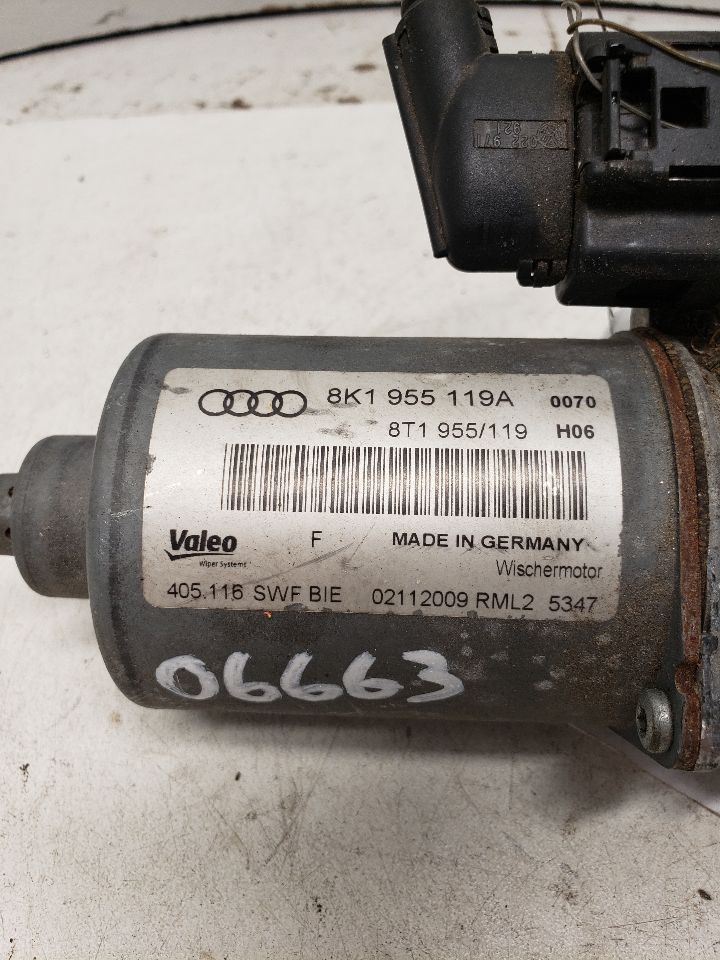 8K1 955 119A 0070
8T1 955/119 H06
Valeo F MADE IN GERMANY
Wiper Systems Wischermotor
405.116 SWF BIE 02112009 RML2 5347
06663